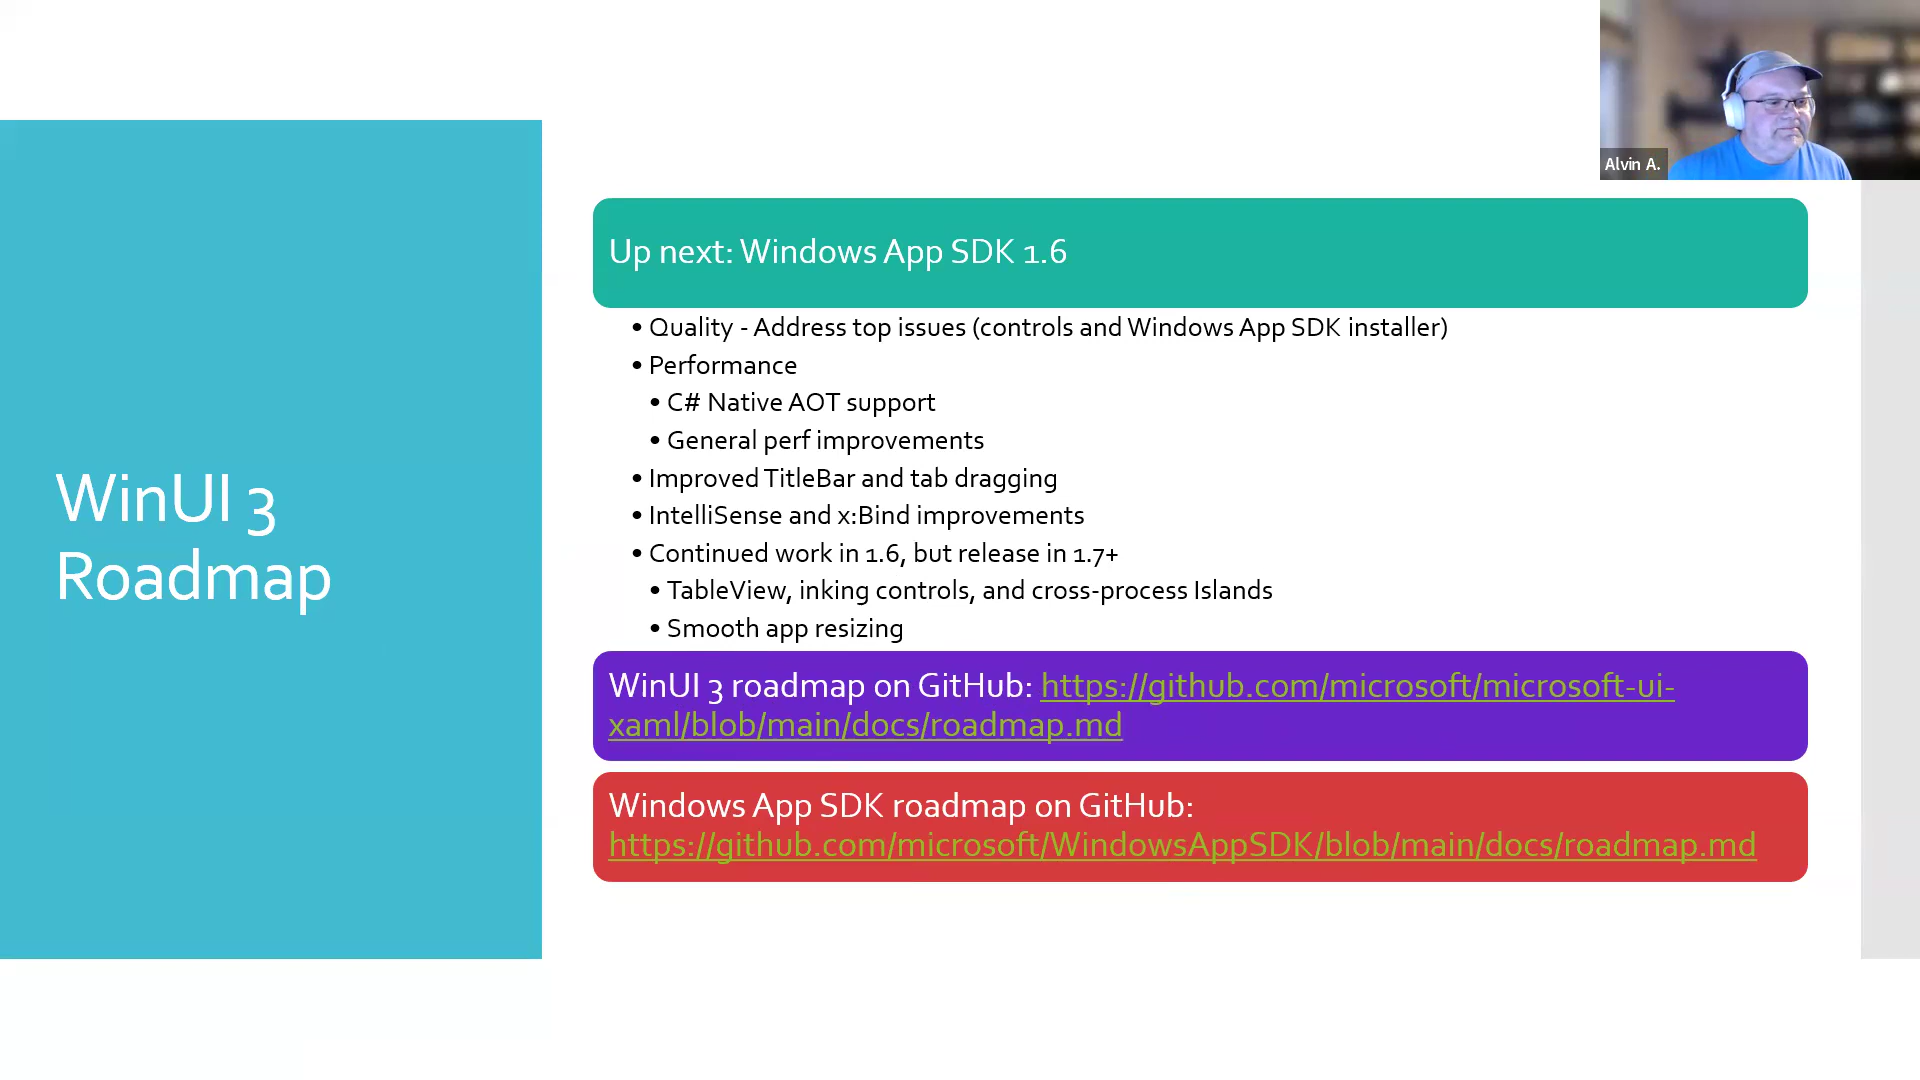 Alvin A.
WinUI 3
Roadmap
Up next: Windows App SDK 1.6
• Quality - Address top issues (controls and Windows App SDK installer)
• Performance
• C# Native AOT support
• General perf improvements
• Improved TitleBar and tab dragging
• IntelliSense and x:Bind improvements
• Continued work in 1.6, but release in 1.7+
• TableView, inking controls, and cross-process Islands
• Smooth app resizing
WinUI 3 roadmap on GitHub: https://github.com/microsoft/microsoft-ui-
xaml/blob/main/docs/roadmap.md
Windows App SDK roadmap on GitHub:
https://github.com/microsoft/WindowsAppSDK/blob/main/docs/roadmap.md